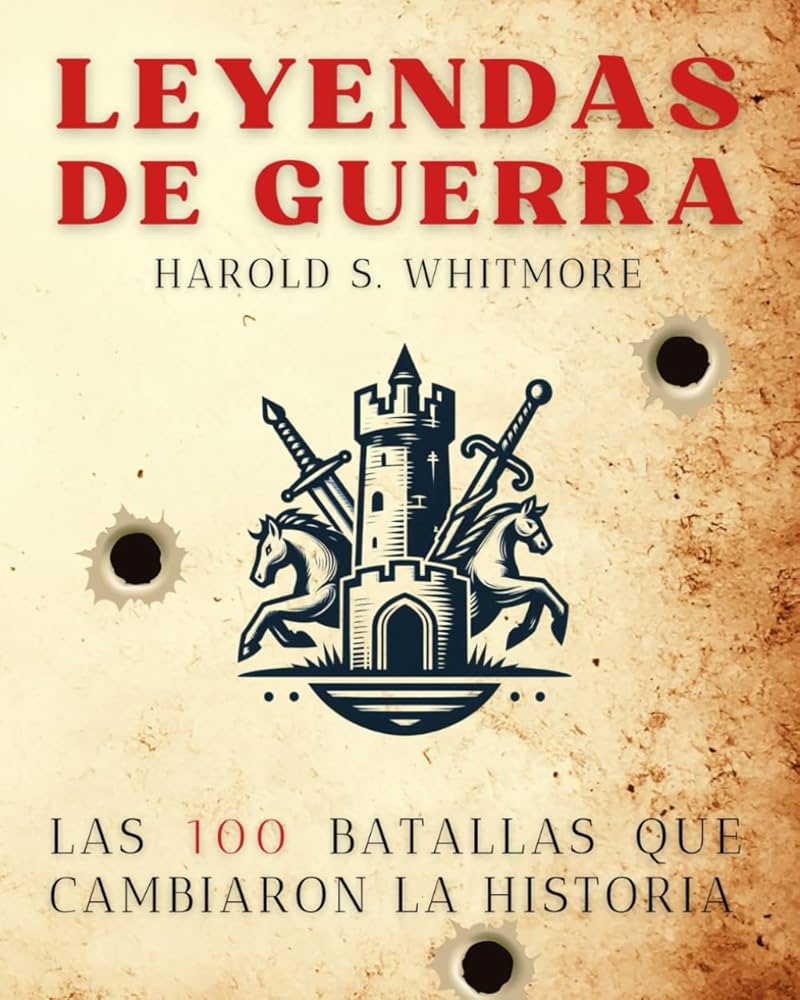 LEYENDAS
DE GUERRA
HAROLD S. WHITMORE
LAS 100 BATALLAS QUE
CAMBIARON LA HISTORIA